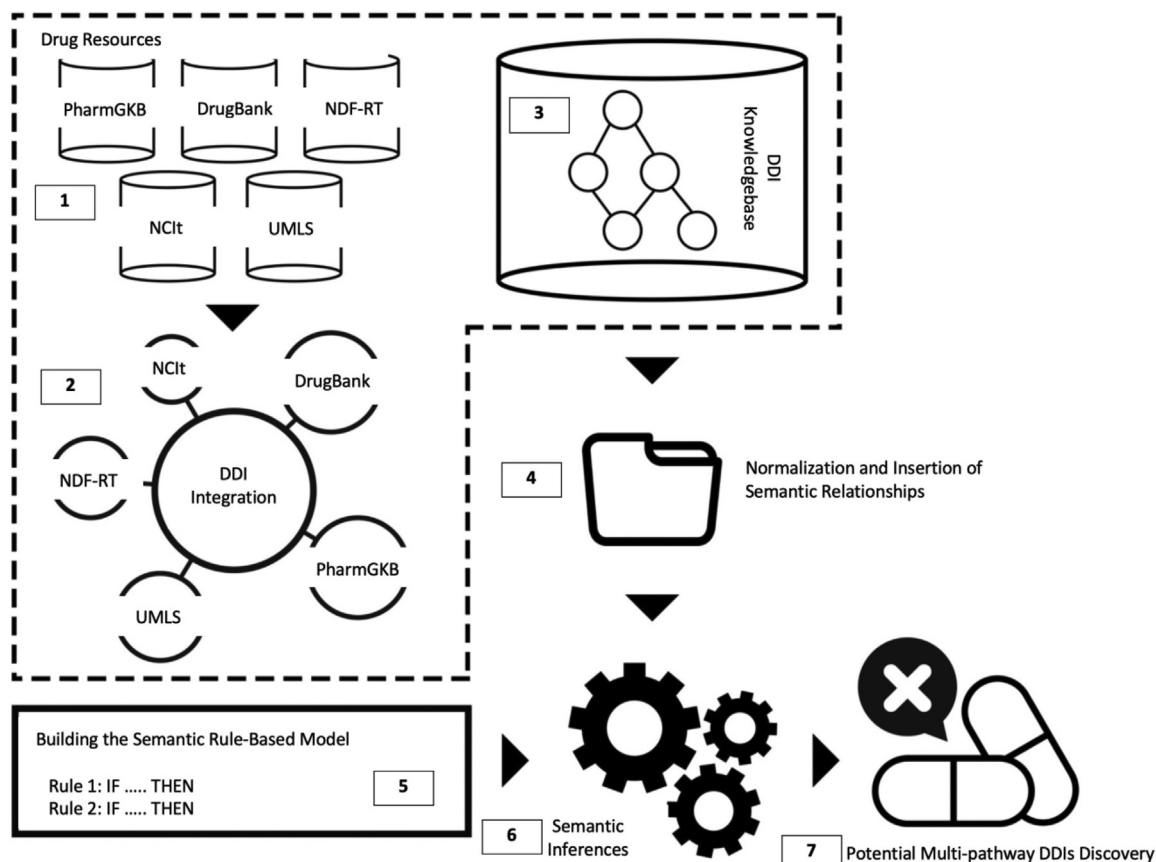 Drug Resources
PharmGKB
DrugBank
NDF-RT
1
NCIt
UMLS
3
DDI
Knowledgebase
2
NCIt
DrugBank
NDF-RT
DDI
Integration
PharmGKB
UMLS
4
Normalization and Insertion of
Semantic Relationships
Building the Semantic Rule-Based Model
Rule 1: IF ..... THEN
Rule 2: IF ..... THEN
5
6
Semantic
Inferences
7
Potential Multi-pathway DDIs Discovery